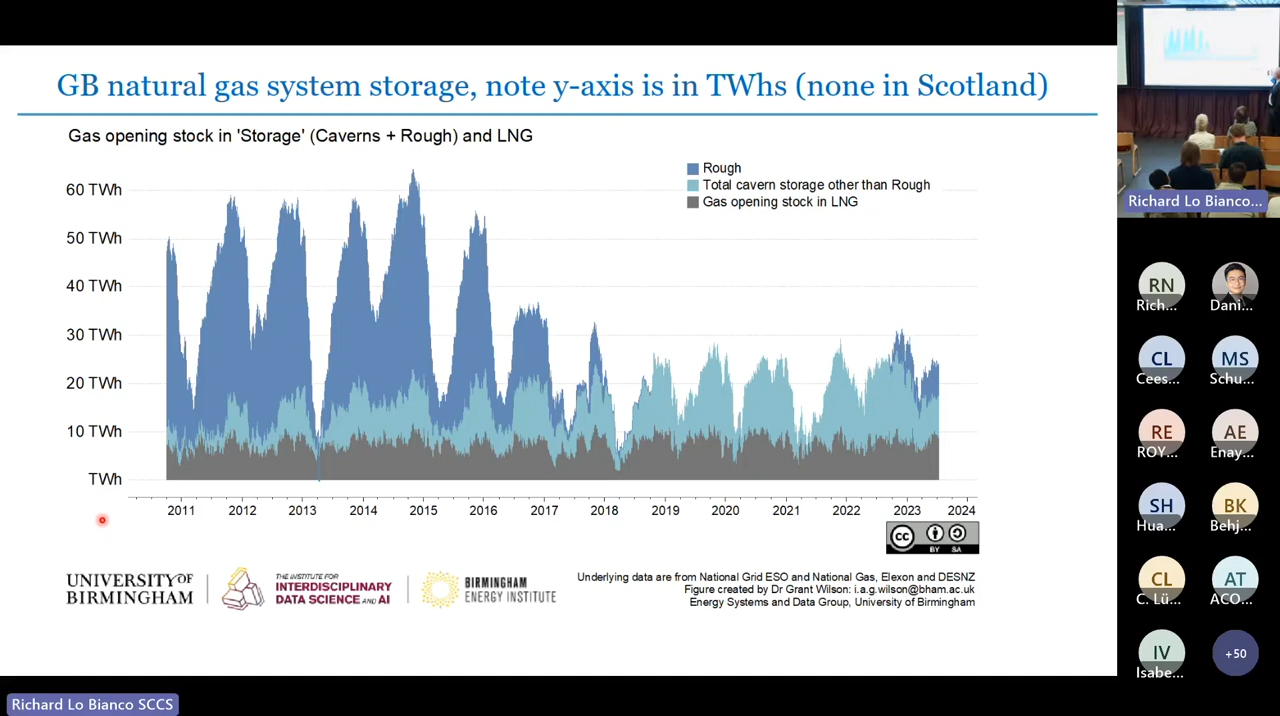 GB natural gas system storage, note y-axis is in TWhs (none in Scotland)
Gas opening stock in 'Storage' (Caverns + Rough) and LNG
Rough
Total cavern storage other than Rough
Gas opening stock in LNG
60 TWh
50 TWh
40 TWh
30 TWh
20 TWh
10 TWh
TWh
2011 2012 2013 2014 2015 2016 2017 2018 2019 2020 2021 2022 2023 2024
cc BY SA
UNIVERSITY OF
BIRMINGHAM
THE INSTITUTE FOR
INTERDISCIPLINARY
DATA SCIENCE AND AI
BIRMINGHAM
ENERGY INSTITUTE
Underlying data are from National Grid ESO and National Gas, Elexon and DESNZ
Figure created by Dr Grant Wilson: i.a.g.wilson@bham.ac.uk
Energy Systems and Data Group, University of Birmingham
Richard Lo Bianco SCCS
Richard Lo Bianco...
RN
Rich...
Dani...
CL
Cees...
MS
Schu...
RE
ROY...
AE
Enay...
SH
Hua...
BK
Behj...
CL
C. Lü...
AT
ACO...
IV
Isabe...
+50